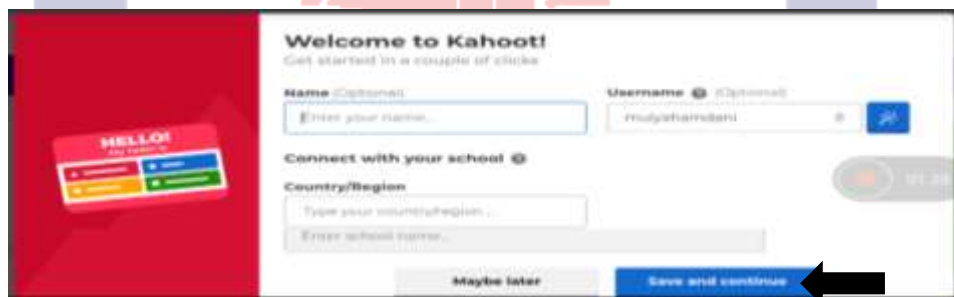 Welcome to Kahoot!
Get started in a couple of clicks
Name (Optional)
Username (Optional)
Enter your name...
mulyahamdani
HELLO!
Connect with your school
Country/Region
Type your country/region...
Enter school name...
Maybe later
Save and continue